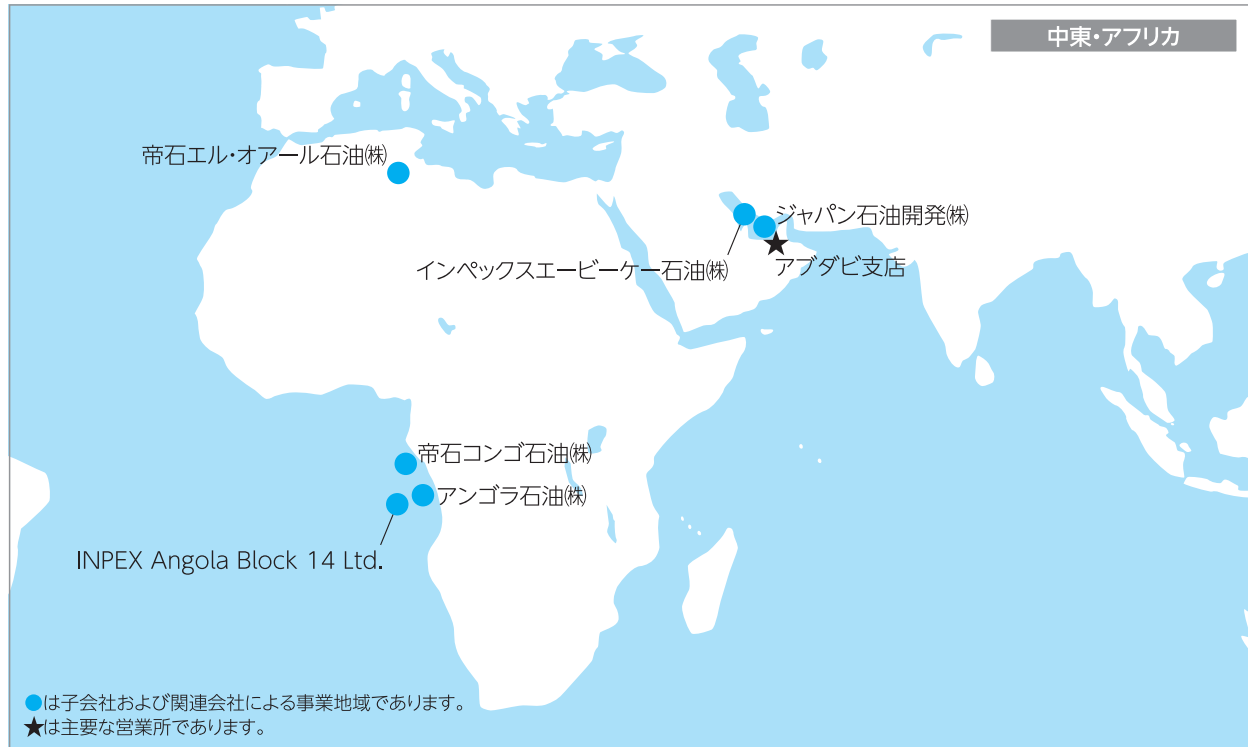 中東・アフリカ
帝石エル・オアール石油㈱
ジャパン石油開発㈱
インペックスエービーケー石油㈱
アブダビ支店
帝石コンゴ石油㈱
アンゴラ石油㈱
INPEX Angola Block 14 Ltd.
●は子会社および関連会社による事業地域であります。
★は主要な営業所であります。